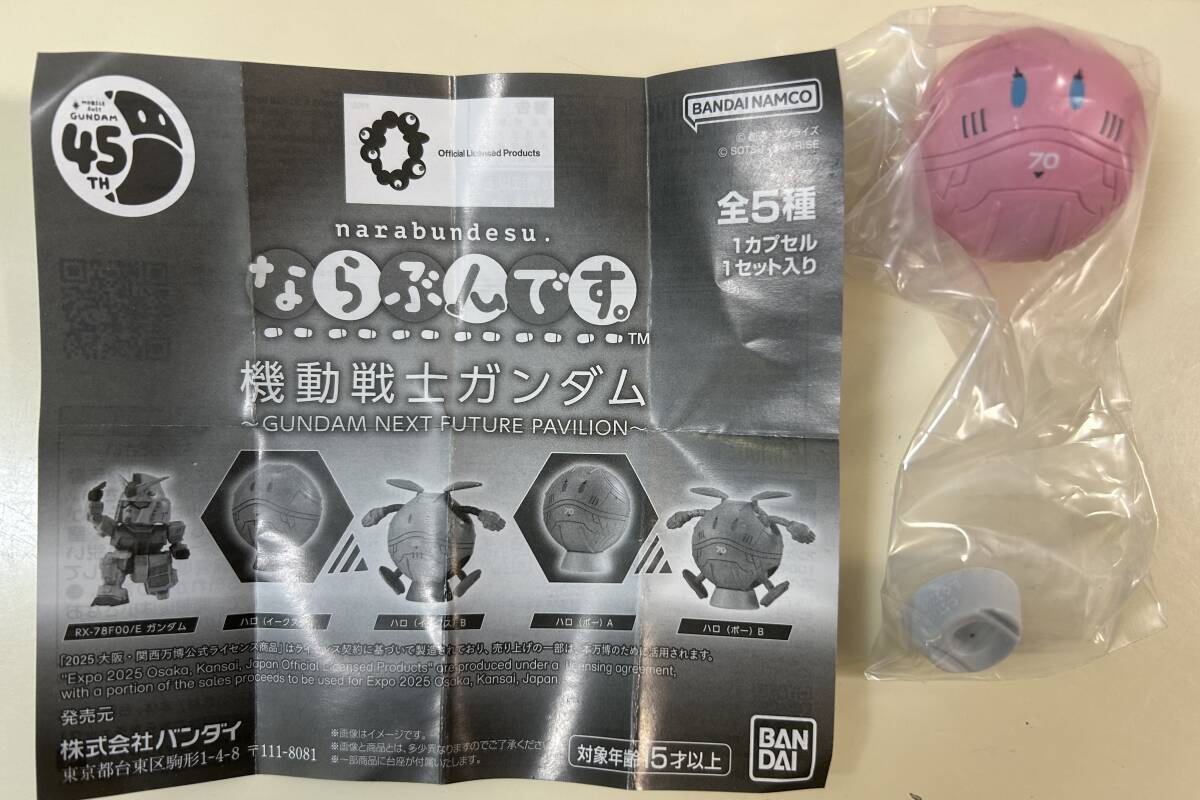 MOBILE
SUIT
GUNDAM
45
TH
Official Licensed Products
BANDAI NAMCO
© 創通・サンライズ
© SOTSU・SUNRISE
全5種
1カプセル
1セット入り
narabundesu.
ならぶんです。
TM
機動戦士ガンダム
～GUNDAM NEXT FUTURE PAVILION～
70
70
70
RX-78F00/E ガンダム
ハロ（イークス
ハロ（イークス）B
ハロ（ポー）A
ハロ（ポー）B
「2025 大阪・関西万博公式ライセンス商品」はライセンス契約に基づいて製造されており、売り上げの一部は、本万博のために活用されます。
"Expo 2025 Osaka, Kansai, Japan Official Licensed Products" are produced under a licensing agreement,
with a portion of the sales proceeds to be used for Expo 2025 Osaka, Kansai, Japan
発売元
株式会社バンダイ
東京都台東区駒形1-4-8 〒111-8081
※画像はイメージです。
※画像と商品とは、多少異なりますのでご了承ください
※一部商品に台座が付属いたします。
対象年齢15才以上
BAN
DAI